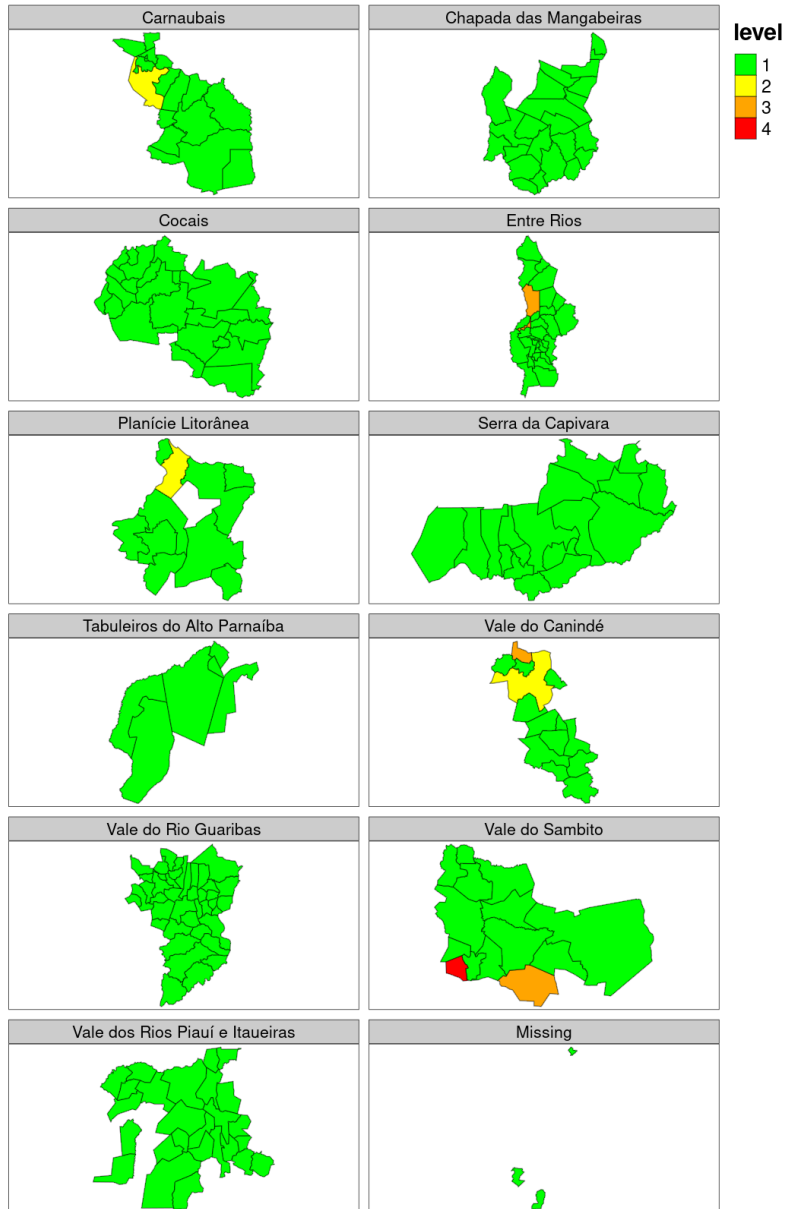 Carnaubais
Chapada das Mangabeiras
level
1
2
3
4
Cocais
Entre Rios
Planície Litorânea
Serra da Capivara
Tabuleiros do Alto Parnaíba
Vale do Canindé
Vale do Rio Guaribas
Vale do Sambito
Vale dos Rios Piauí e Itaueiras
Missing